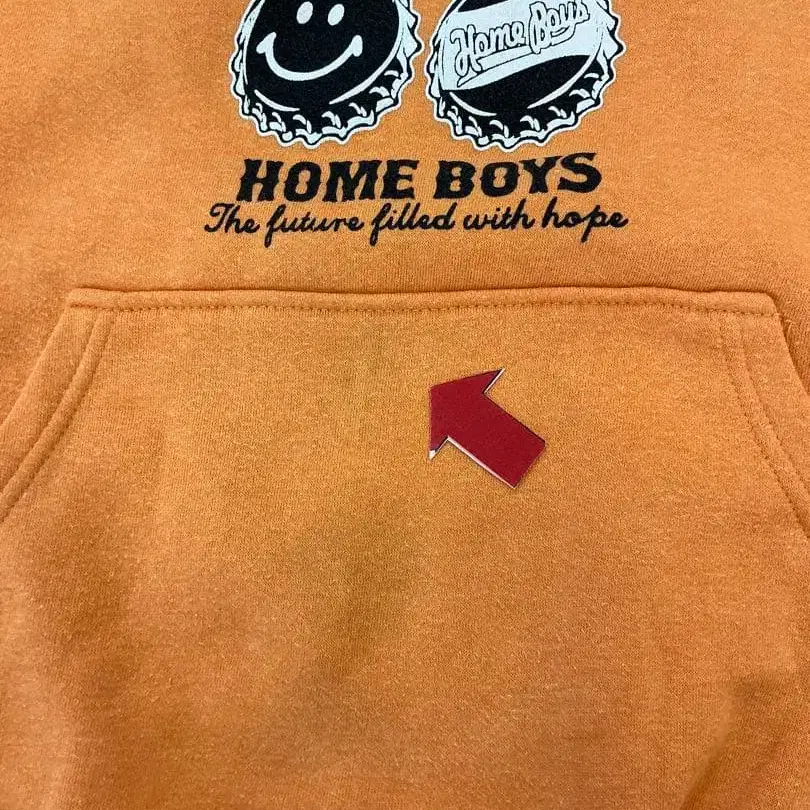 Home Boys
HOME BOYS
The future filled with hope